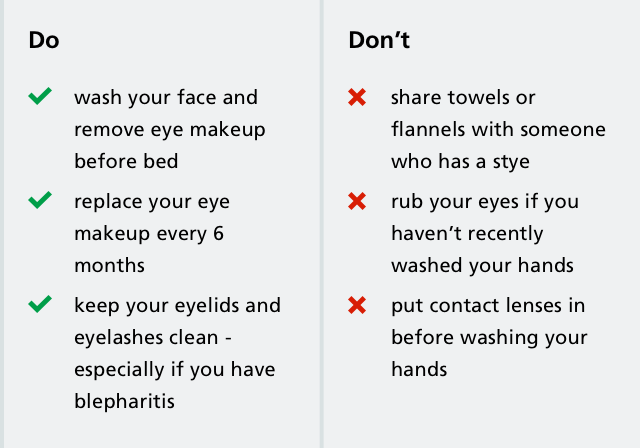 Do
wash your face and
remove eye makeup
before bed
replace your eye
makeup every 6
months
keep your eyelids and
eyelashes clean -
especially if you have
blepharitis
Don’t
share towels or
flannels with someone
who has a stye
rub your eyes if you
haven’t recently
washed your hands
put contact lenses in
before washing your
hands